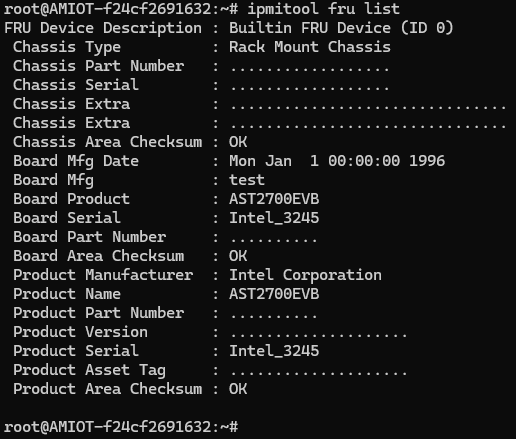 root@AMIOT-f24cf2691632:~# ipmitool fru list
FRU Device Description : Builtin FRU Device (ID 0)
 Chassis Type          : Rack Mount Chassis
 Chassis Part Number   : ..................
 Chassis Serial        : ..................
 Chassis Extra         : ...............................
 Chassis Extra         : ...............................
 Chassis Area Checksum : OK
 Board Mfg Date        : Mon Jan  1 00:00:00 1996
 Board Mfg             : test
 Board Product         : AST2700EVB
 Board Serial          : Intel_3245
 Board Part Number     : ..........
 Board Area Checksum   : OK
 Product Manufacturer  : Intel Corporation
 Product Name          : AST2700EVB
 Product Part Number   : ..........
 Product Version       : ....................
 Product Serial        : Intel_3245
 Product Asset Tag     : ....................
 Product Area Checksum : OK

root@AMIOT-f24cf2691632:~#